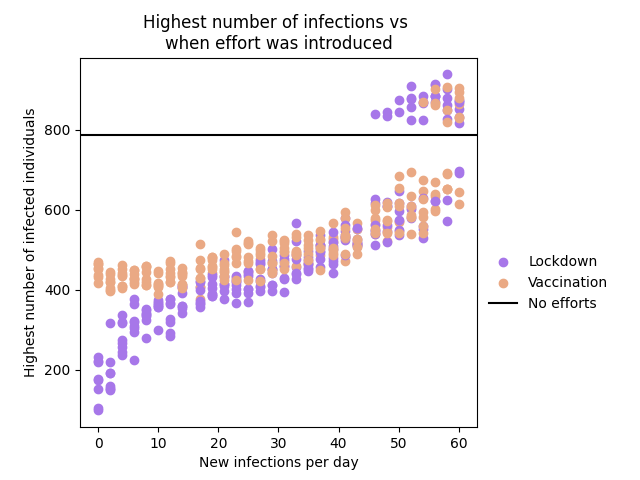 Highest number of infections vs
when effort was introduced
Highest number of infected individuals
800
600
400
200
0
10
20
30
40
50
60
New infections per day
Lockdown
Vaccination
No efforts